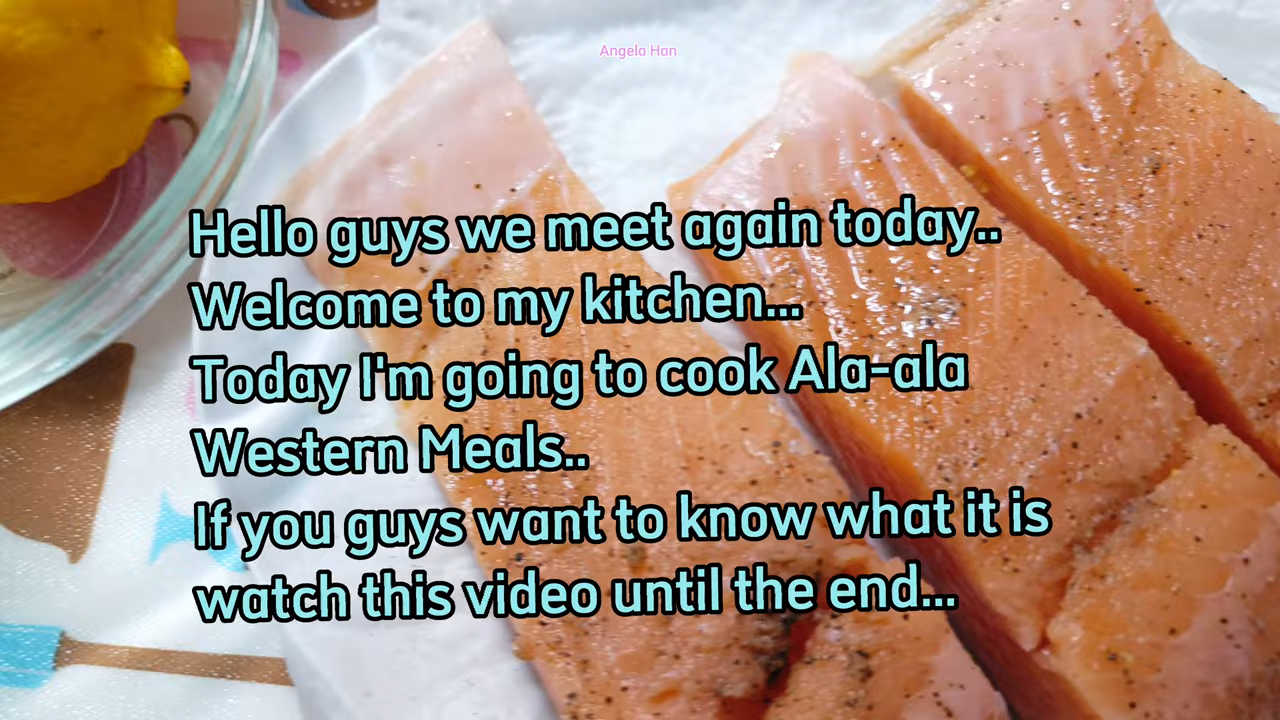 Angela Han
Hello guys we meet again today..
Welcome to my kitchen...
Today I'm going to cook Ala-ala
Western Meals..
If you guys want to know what it is
watch this video until the end...